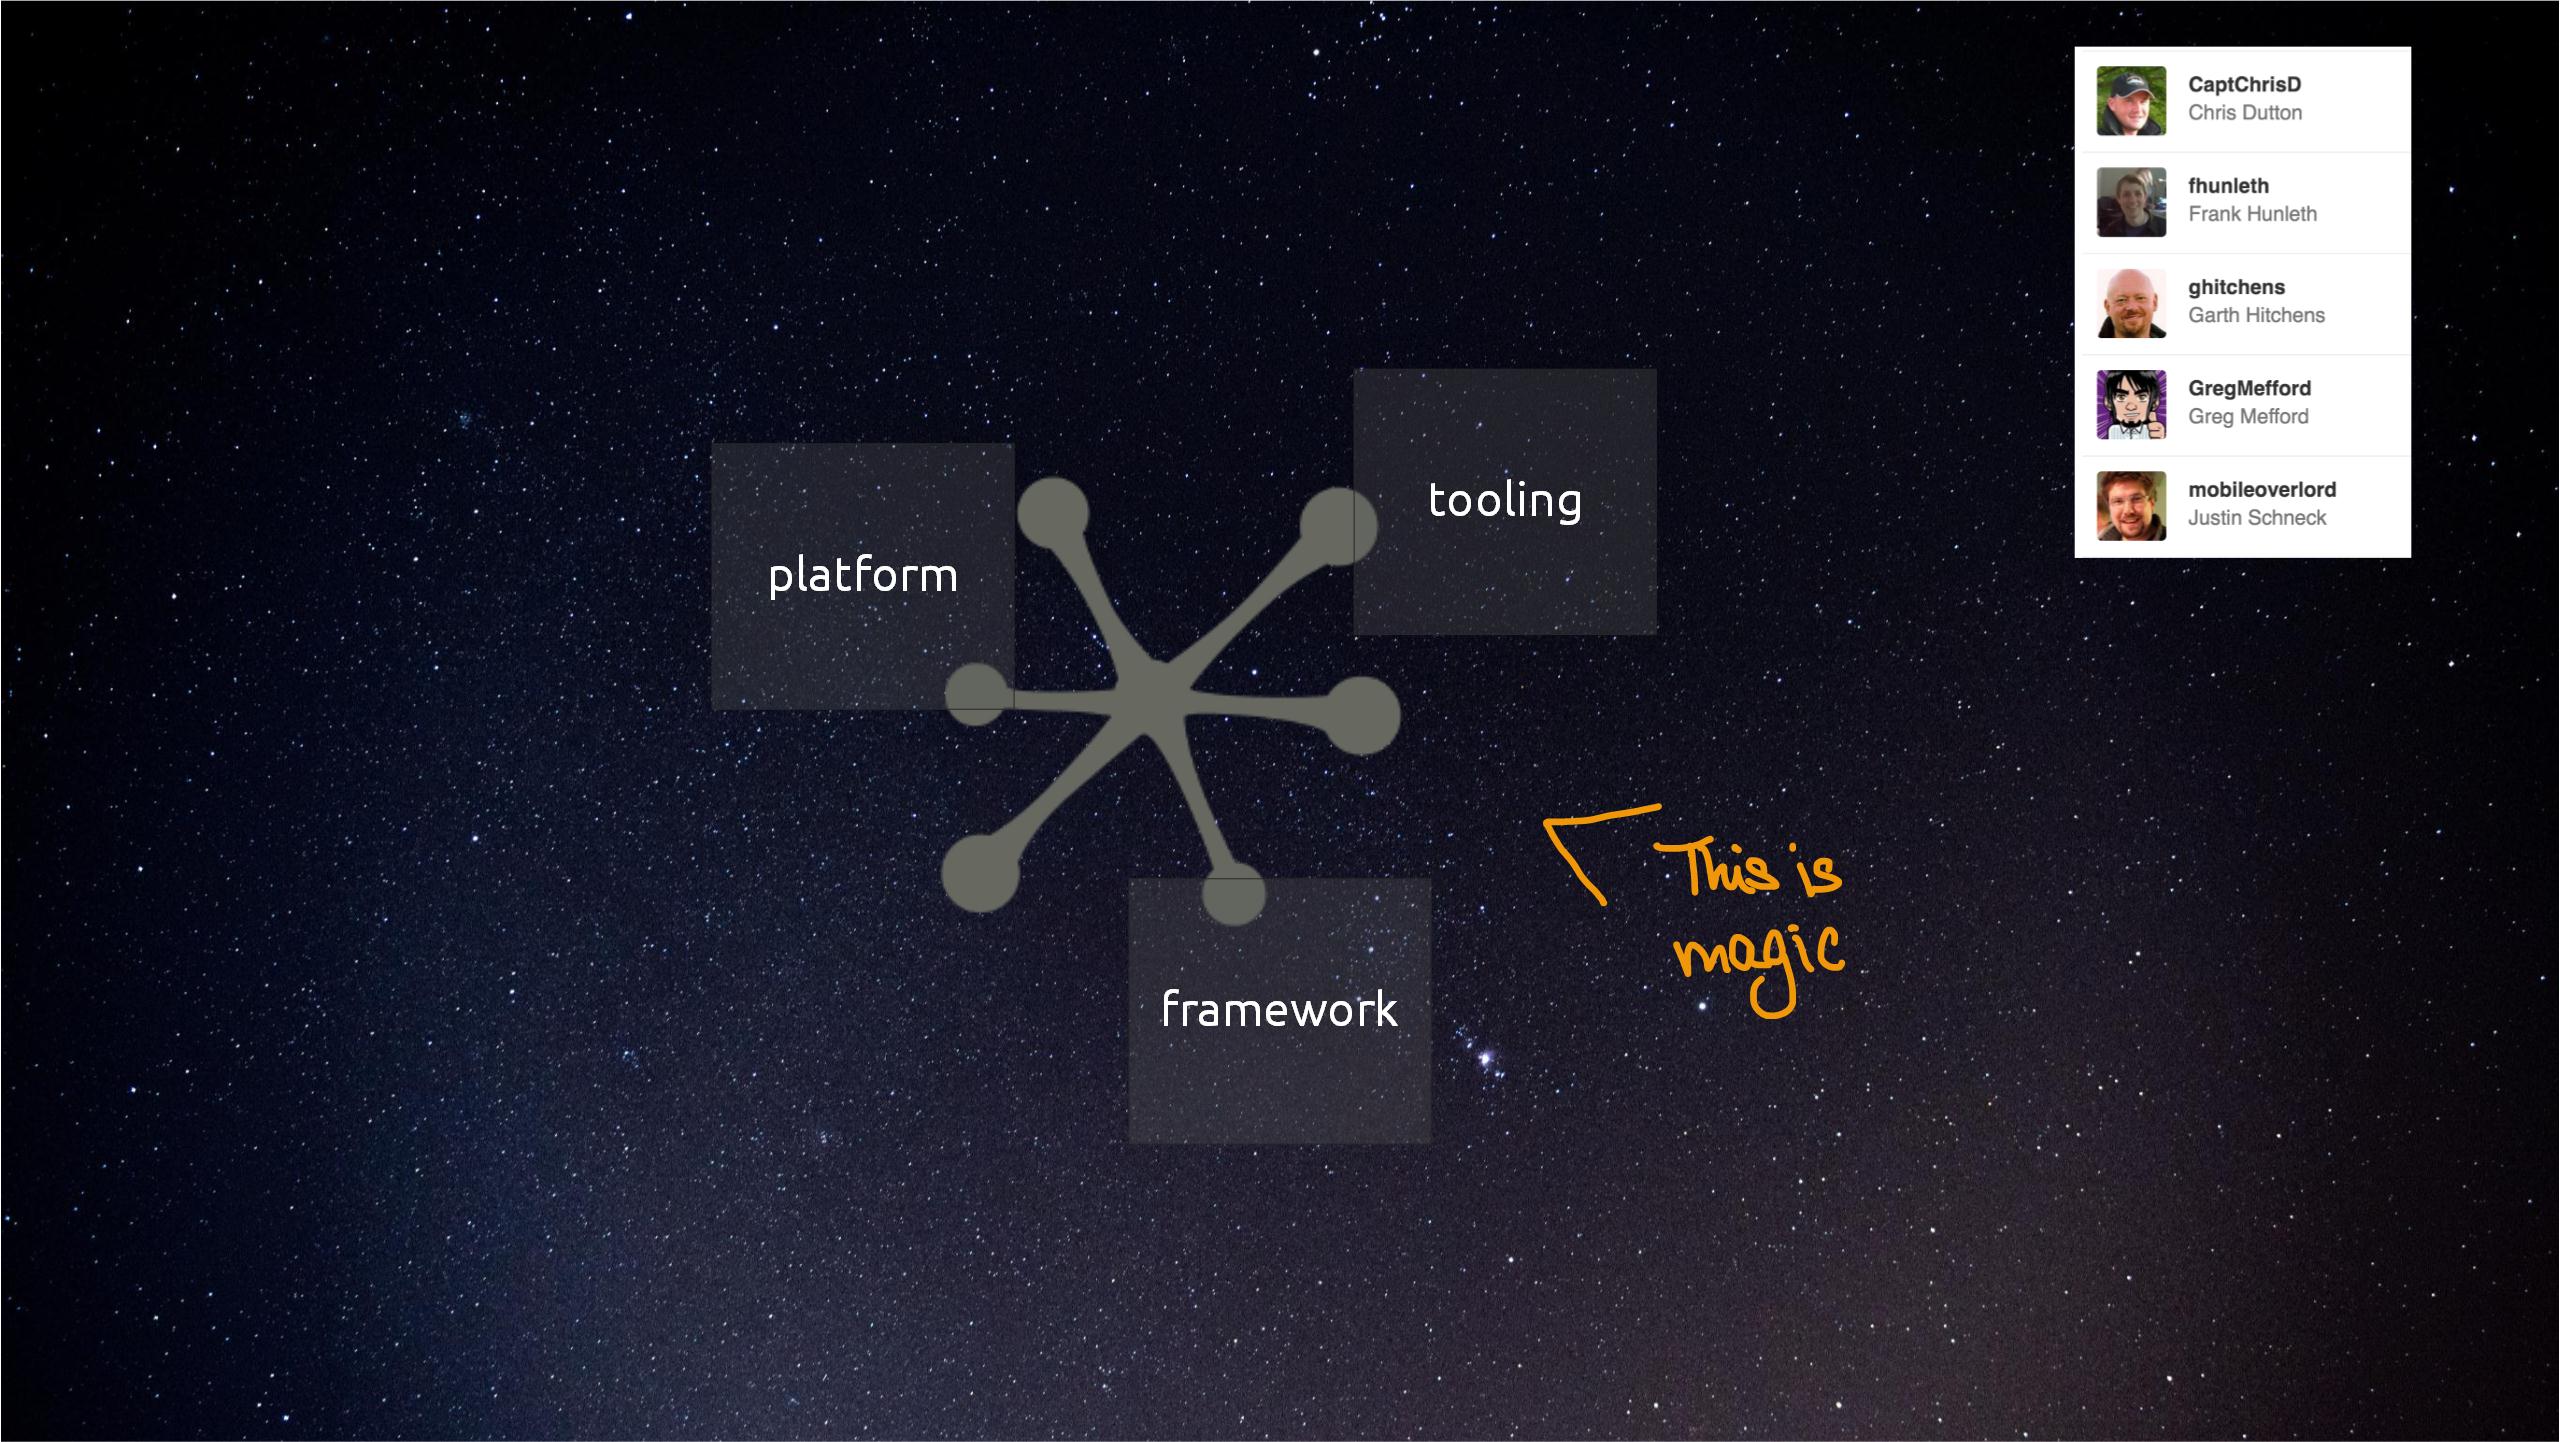 CaptChrisD
Chris Dutton
fhunleth
Frank Hunleth
ghitchens
Garth Hitchens
GregMefford
Greg Mefford
mobileoverlord
Justin Schneck
tooling
platform
This is
magic
framework